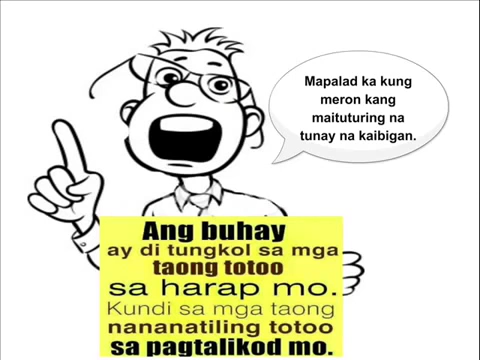 Mapalad ka kung
meron kang
maituturing na
tunay na kaibigan.
Ang buhay
ay di tungkol sa mga
taong totoo
sa harap mo.
Kundi sa mga taong
nananatiling totoo
sa pagtalikod mo.